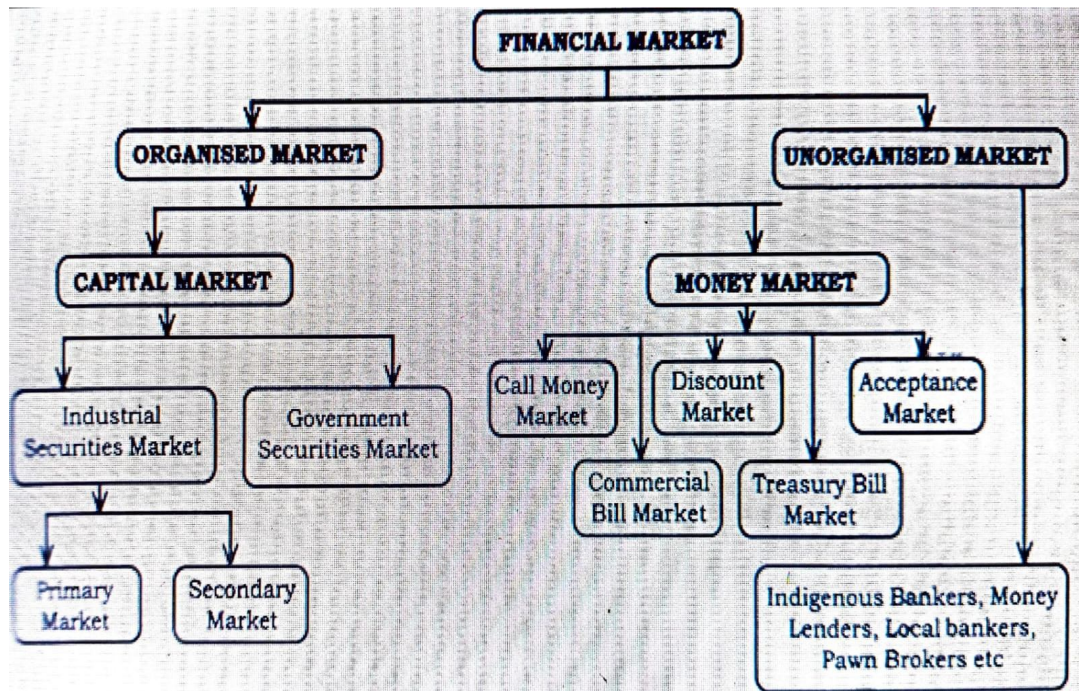 FINANCIAL MARKET
ORGANISED MARKET
UNORGANISED MARKET
CAPITAL MARKET
MONEY MARKET
Industrial
Securities Market
Government
Securities Market
Call Money
Market
Discount
Market
Acceptance
Market
Commercial
Bill Market
Treasury Bill
Market
Primary
Market
Secondary
Market
Indigenous Bankers, Money
Lenders, Local bankers,
Pawn Brokers etc